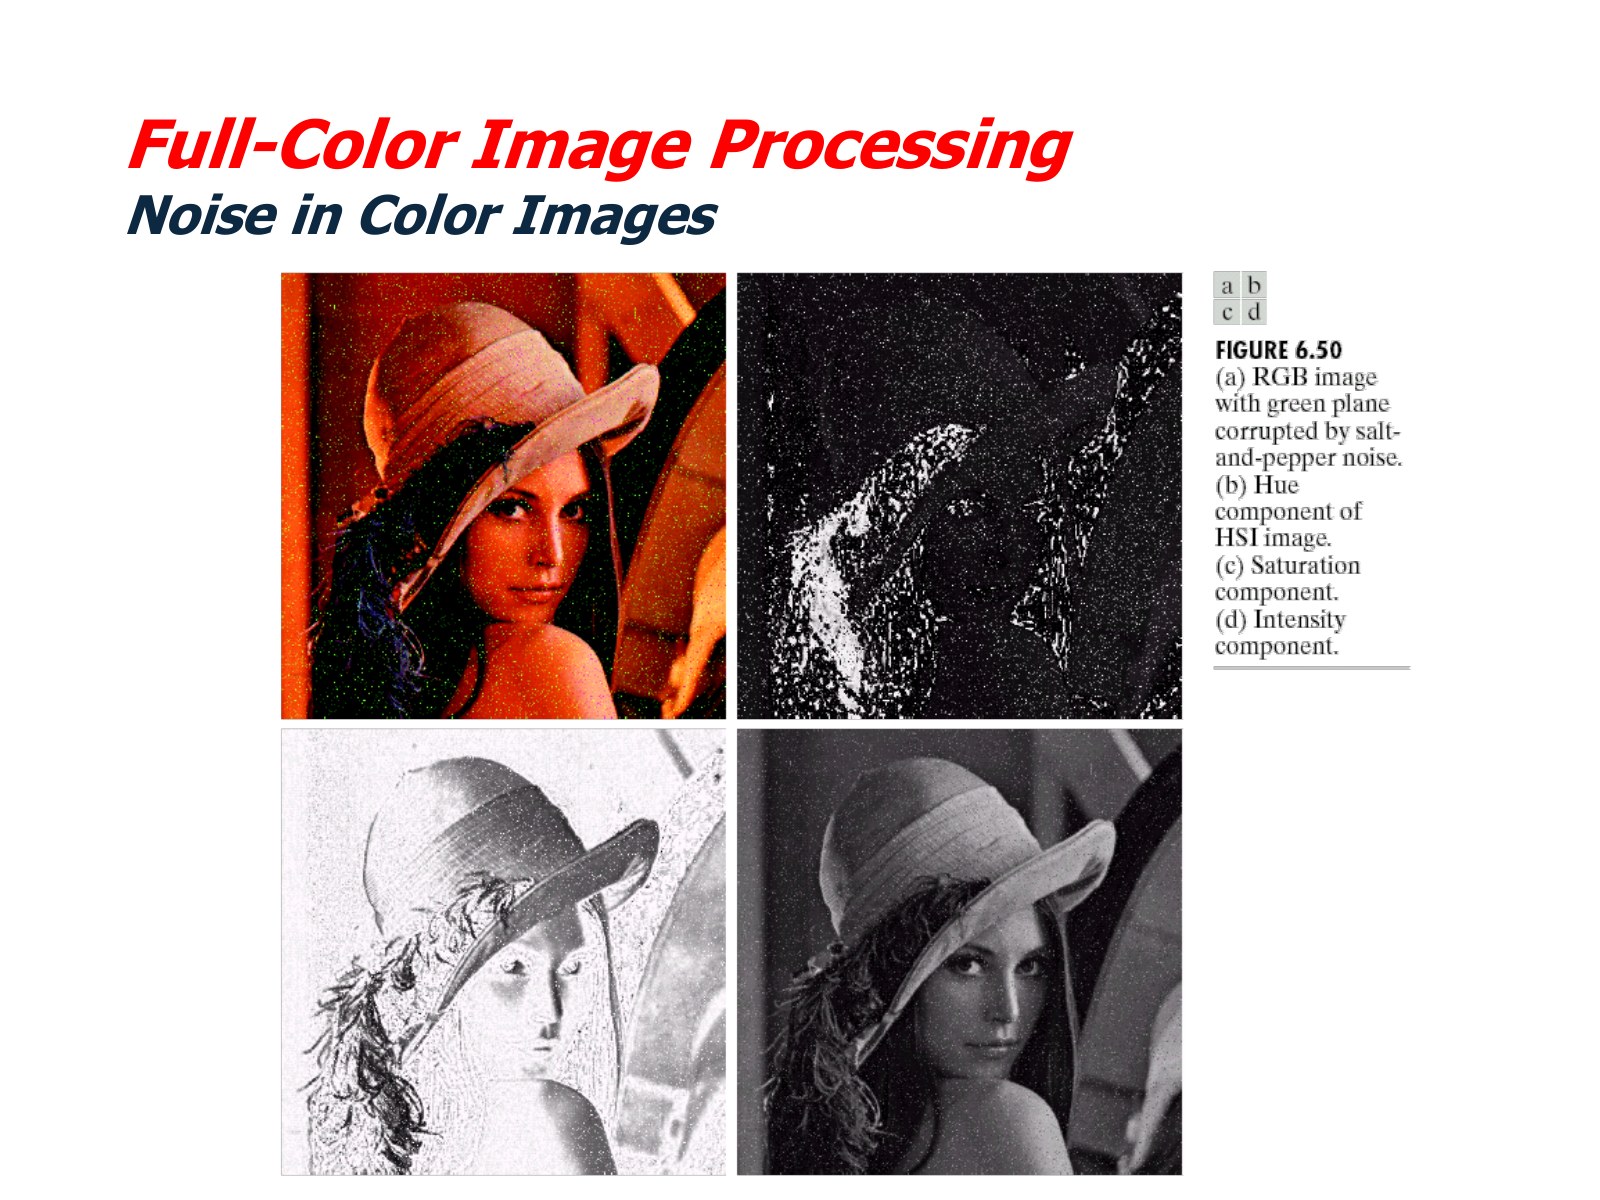 Full-Color Image Processing
Noise in Color Images
a b
c d
FIGURE 6.50
(a) RGB image
with green plane
corrupted by salt-
and-pepper noise.
(b) Hue
component of
HSI image.
(c) Saturation
component.
(d) Intensity
component.